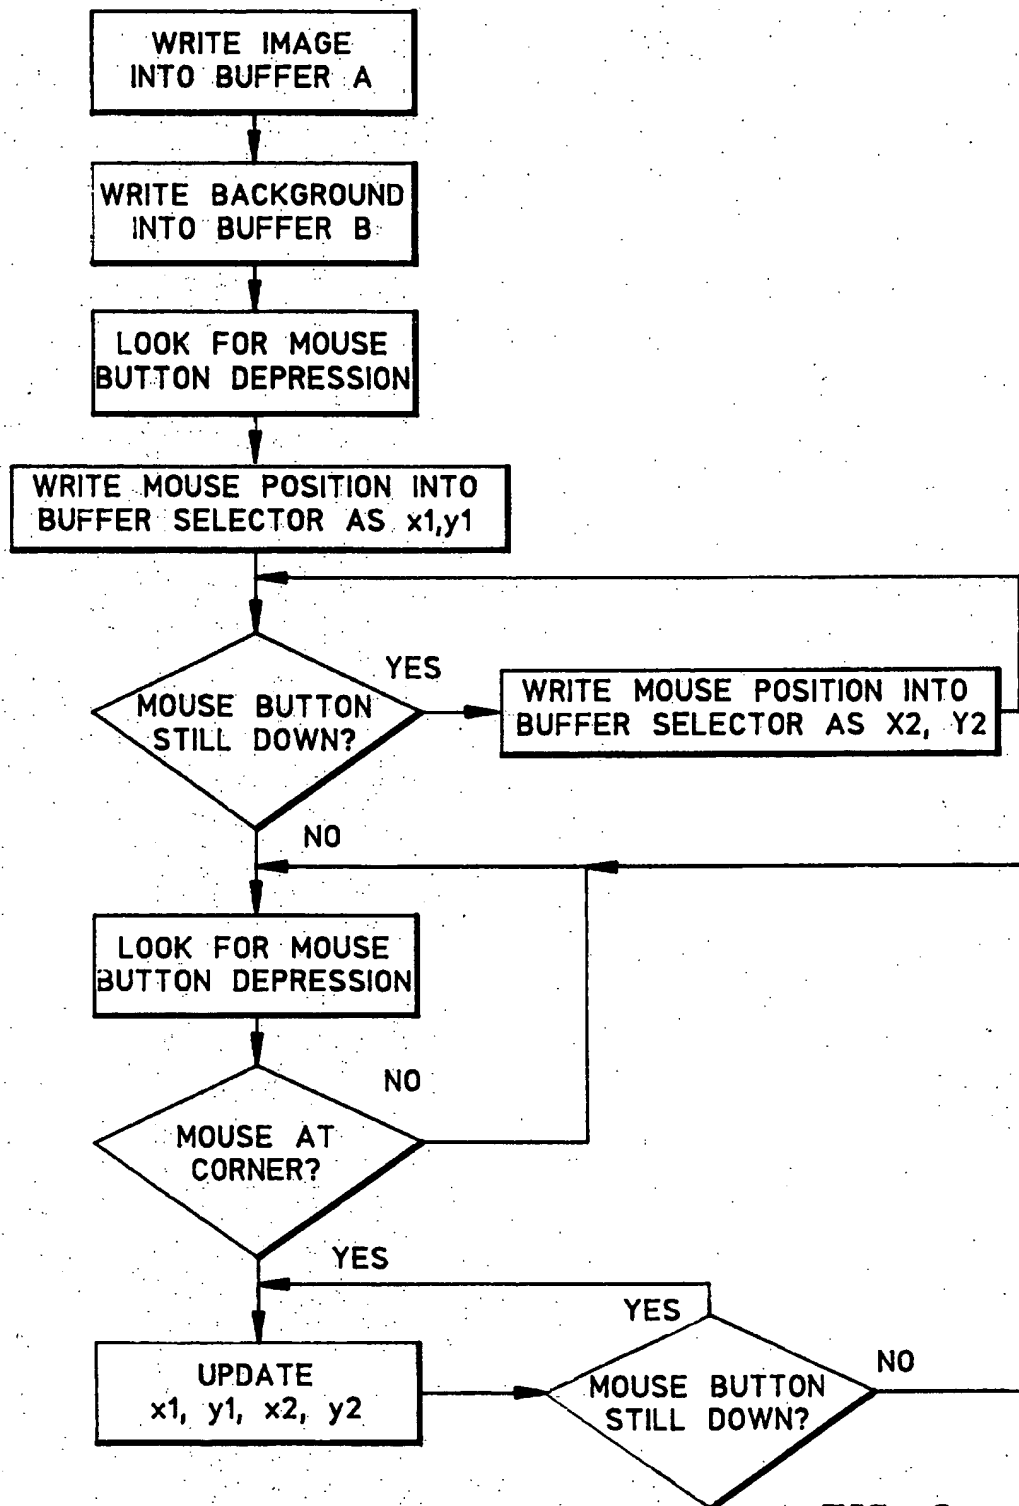 WRITE IMAGE
INTO BUFFER A
WRITE BACKGROUND
INTO BUFFER B
LOOK FOR MOUSE
BUTTON DEPRESSION
WRITE MOUSE POSITION INTO
BUFFER SELECTOR AS x1,y1
YES
MOUSE BUTTON
STILL DOWN?
WRITE MOUSE POSITION INTO
BUFFER SELECTOR AS X2, Y2
NO
LOOK FOR MOUSE
BUTTON DEPRESSION
NO
MOUSE AT
CORNER?
YES
YES
UPDATE
x1, y1, x2, y2
MOUSE BUTTON
STILL DOWN?
NO